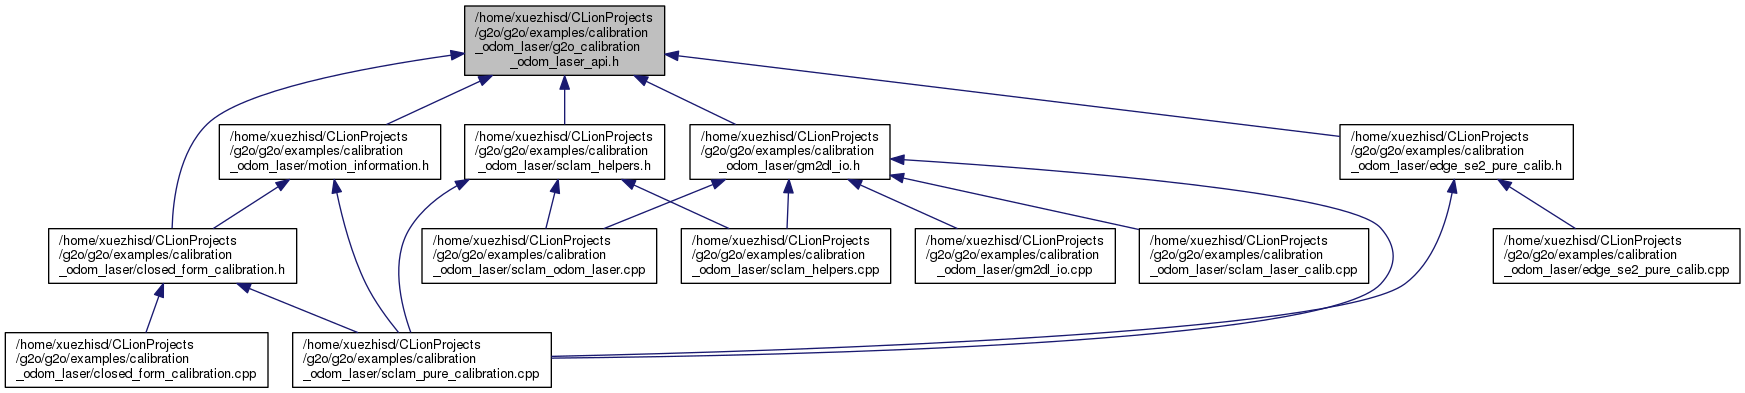 /home/xuezhisd/CLionProjects
/g2o/g2o/examples/calibration
_odom_laser/g2o_calibration
_odom_laser_api.h
/home/xuezhisd/CLionProjects
/g2o/g2o/examples/calibration
_odom_laser/motion_information.h
/home/xuezhisd/CLionProjects
/g2o/g2o/examples/calibration
_odom_laser/sclam_helpers.h
/home/xuezhisd/CLionProjects
/g2o/g2o/examples/calibration
_odom_laser/gm2dl_io.h
/home/xuezhisd/CLionProjects
/g2o/g2o/examples/calibration
_odom_laser/edge_se2_pure_calib.h
/home/xuezhisd/CLionProjects
/g2o/g2o/examples/calibration
_odom_laser/closed_form_calibration.h
/home/xuezhisd/CLionProjects
/g2o/g2o/examples/calibration
_odom_laser/sclam_odom_laser.cpp
/home/xuezhisd/CLionProjects
/g2o/g2o/examples/calibration
_odom_laser/sclam_helpers.cpp
/home/xuezhisd/CLionProjects
/g2o/g2o/examples/calibration
_odom_laser/gm2dl_io.cpp
/home/xuezhisd/CLionProjects
/g2o/g2o/examples/calibration
_odom_laser/sclam_laser_calib.cpp
/home/xuezhisd/CLionProjects
/g2o/g2o/examples/calibration
_odom_laser/edge_se2_pure_calib.cpp
/home/xuezhisd/CLionProjects
/g2o/g2o/examples/calibration
_odom_laser/closed_form_calibration.cpp
/home/xuezhisd/CLionProjects
/g2o/g2o/examples/calibration
_odom_laser/sclam_pure_calibration.cpp